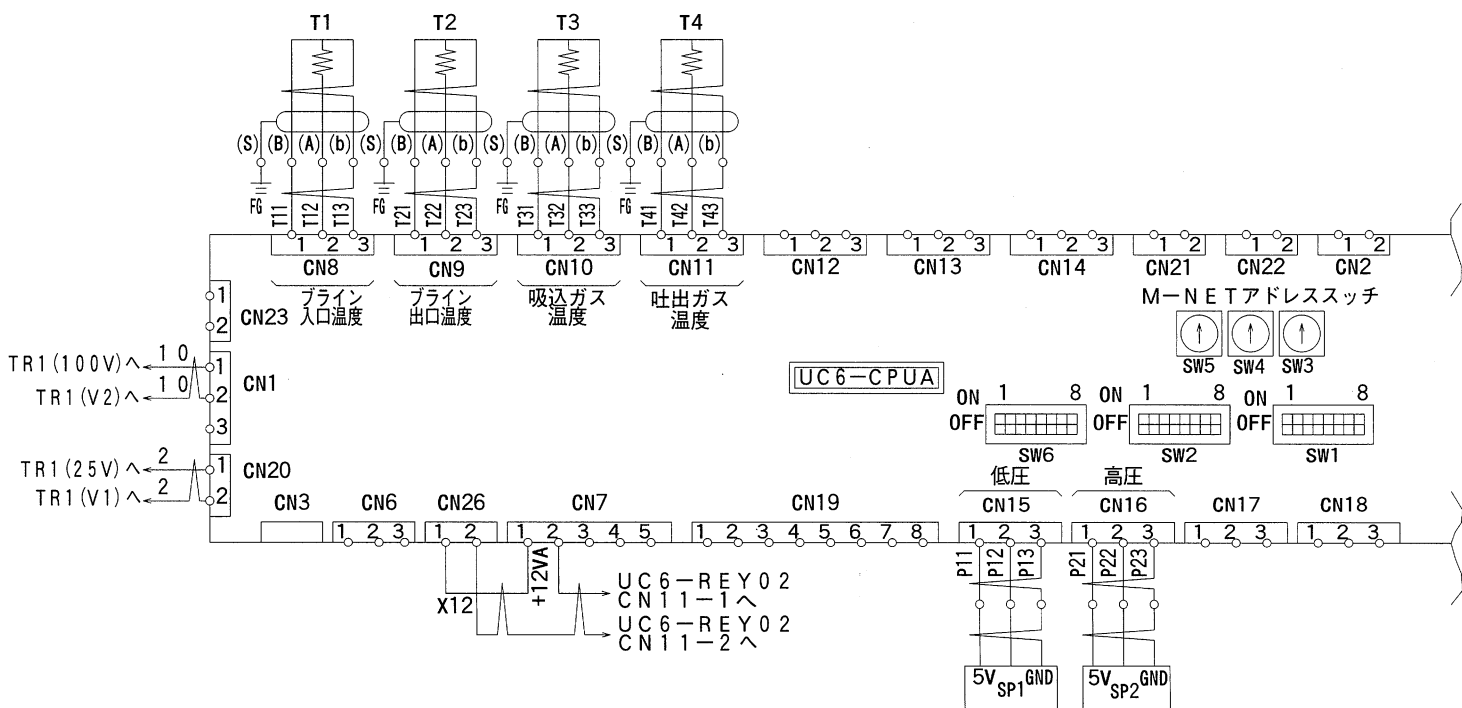 T1 T2 T3 T4
(S) (B) (A) (b) (S) (B) (A) (b) (S) (B) (A) (b) (S) (B) (A) (b)
FG T11 T12 T13 FG T21 T22 T23 FG T31 T32 T33 FG T41 T42 T43
1 2 3 1 2 3 1 2 3 1 2 3 1 2 3 1 2 3 1 2 3 1 2 1 2 1 2
CN8 CN9 CN10 CN11 CN12 CN13 CN14 CN21 CN22 CN2
ブライン
入口温度
ブライン
出口温度
吸込ガス
温度
吐出ガス
温度
M-NETアドレススッチ
SW5 SW4 SW3
1
2
CN23
TR1(100V)へ 10 1
TR1(V2)へ 10 2
3
CN1
UC6-CPUA
ON 1 8 ON 1 8 ON 1 8
OFF OFF OFF
SW6 SW2 SW1
TR1(25V)へ 2 1
TR1(V1)へ 2 2
CN20
低圧 高圧
CN3 CN6 CN26 CN7 CN19 CN15 CN16 CN17 CN18
1 2 3 1 2 1 2 3 4 5 1 2 3 4 5 6 7 8 1 2 3 1 2 3 1 2 3 1 2 3
X12 +12VA
UC6-REY02
CN11-1へ
UC6-REY02
CN11-2へ
P11 P12 P13 P21 P22 P23
5V SP1 GND 5V SP2 GND